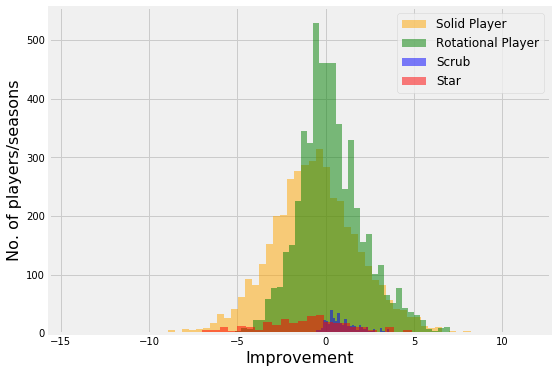 Solid Player
Rotational Player
Scrub
Star
500
400
300
200
100
0
No. of players/seasons
−15
−10
−5
0
5
10
Improvement